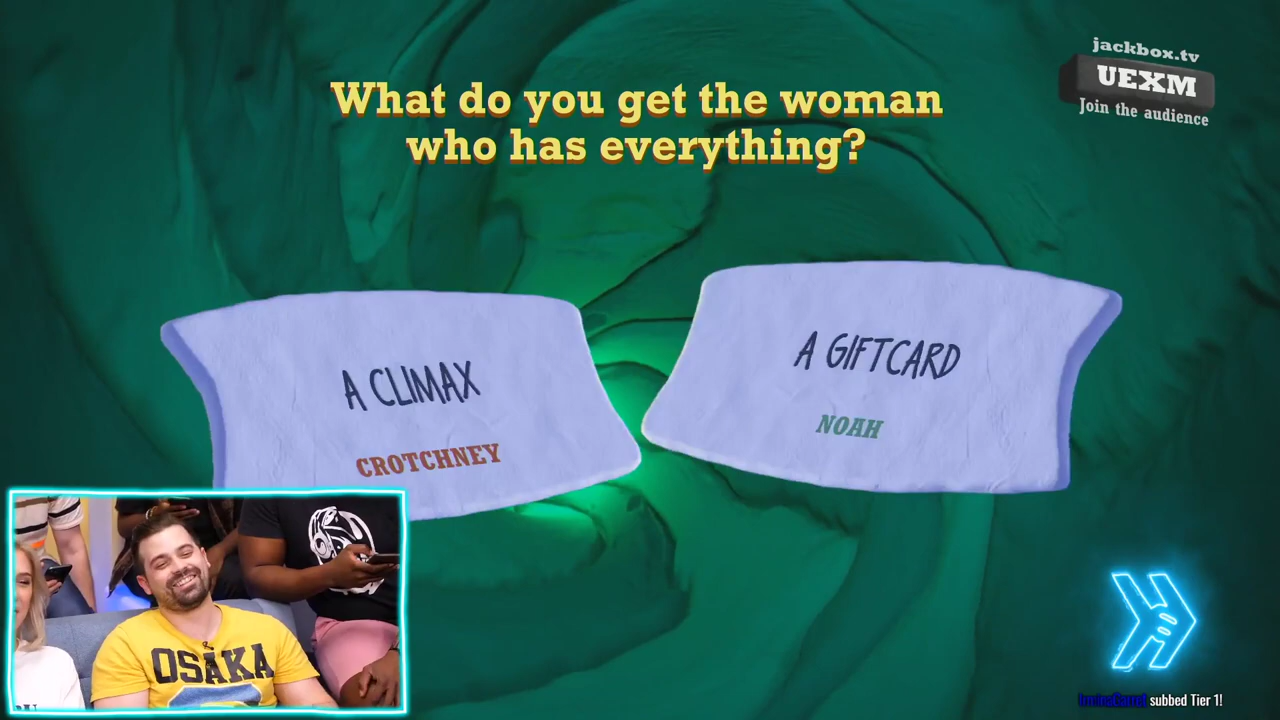 jackbox.tv
UEXM
Join the audience
What do you get the woman
who has everything?
A CLIMAX
CROTCHNEY
A GIFTCARD
NOAH
OSAKA
subbed Tier 1!